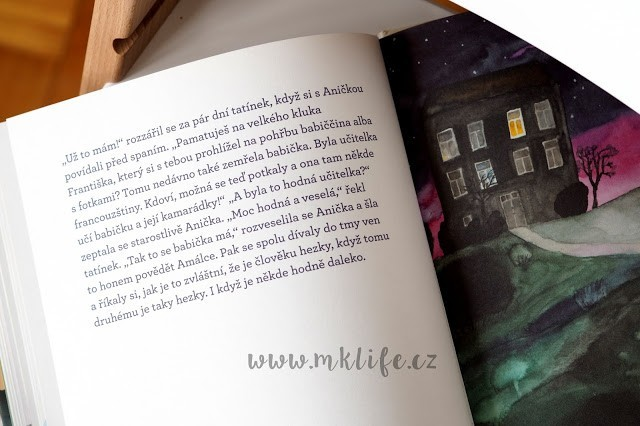 „Už to mám!“ rozzářil se za pár dní tatínek, když si s Aničkou
povídali před spaním. „Pamatuješ na velkého kluka
Františka, který si s tebou prohlížel na pohřbu babiččina alba
s fotkami? Tomu nedávno také zemřela babička. Byla učitelka
francouzštiny. Kdoví, možná se teď potkaly a ona tam někde
učí babičku a její kamarádky!“ „A byla to hodná učitelka?“
zeptala se starostlivě Anička. „Moc hodná a veselá,“ řekl
tatínek. „Tak to se babička má,“ rozveselila se Anička a šla
to honem povědět Amálce. Pak se spolu dívaly do tmy ven
a říkaly si, jak je to zvláštní, že je člověku hezky, když tomu
druhému je taky hezky. I když je někde hodně daleko.
www.mklife.cz